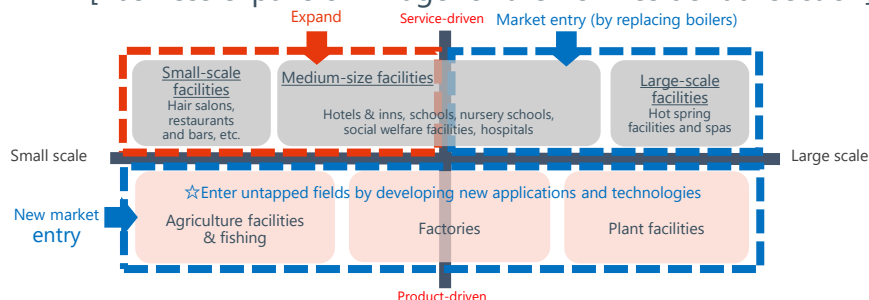 Expand
Service-driven
Market entry (by replacing boilers)
Small-scale
facilities
Hair salons,
restaurants
and bars, etc.
Medium-size facilities
Hotels & inns, schools, nursery schools,
social welfare facilities, hospitals
Large-scale
facilities
Hot spring
facilities and spas
Small scale
Large scale
☆Enter untapped fields by developing new applications and technologies
New market
entry
Agriculture facilities
& fishing
Factories
Plant facilities
Product-driven